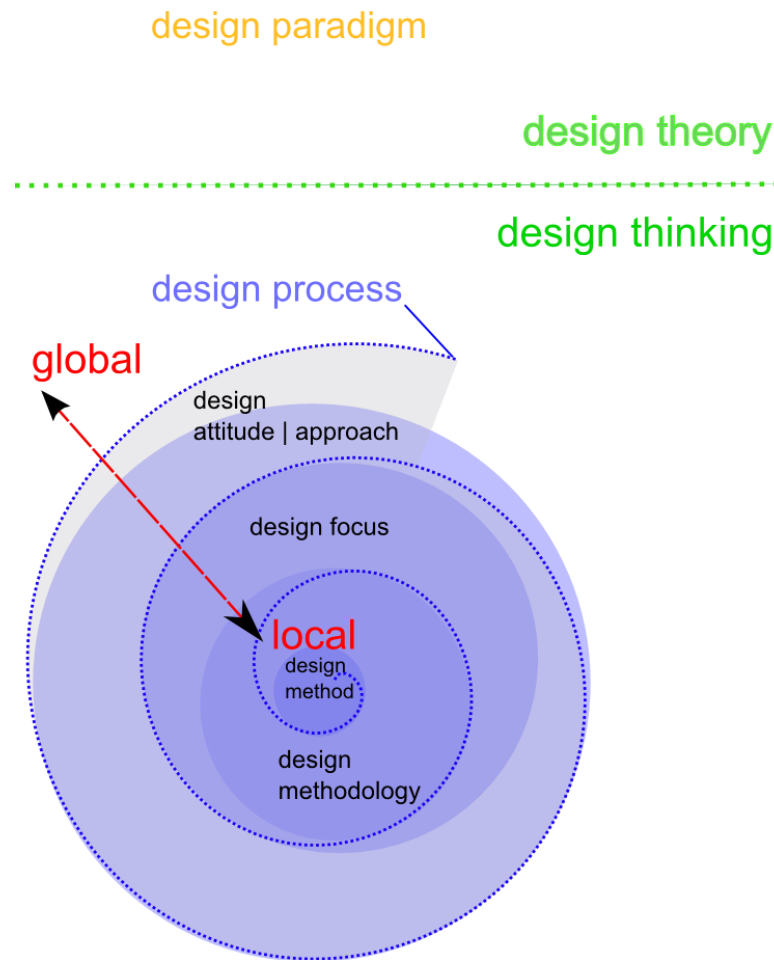 design paradigm
design theory
design thinking
design process
global
design
attitude | approach
design focus
local
design
method
design
methodology